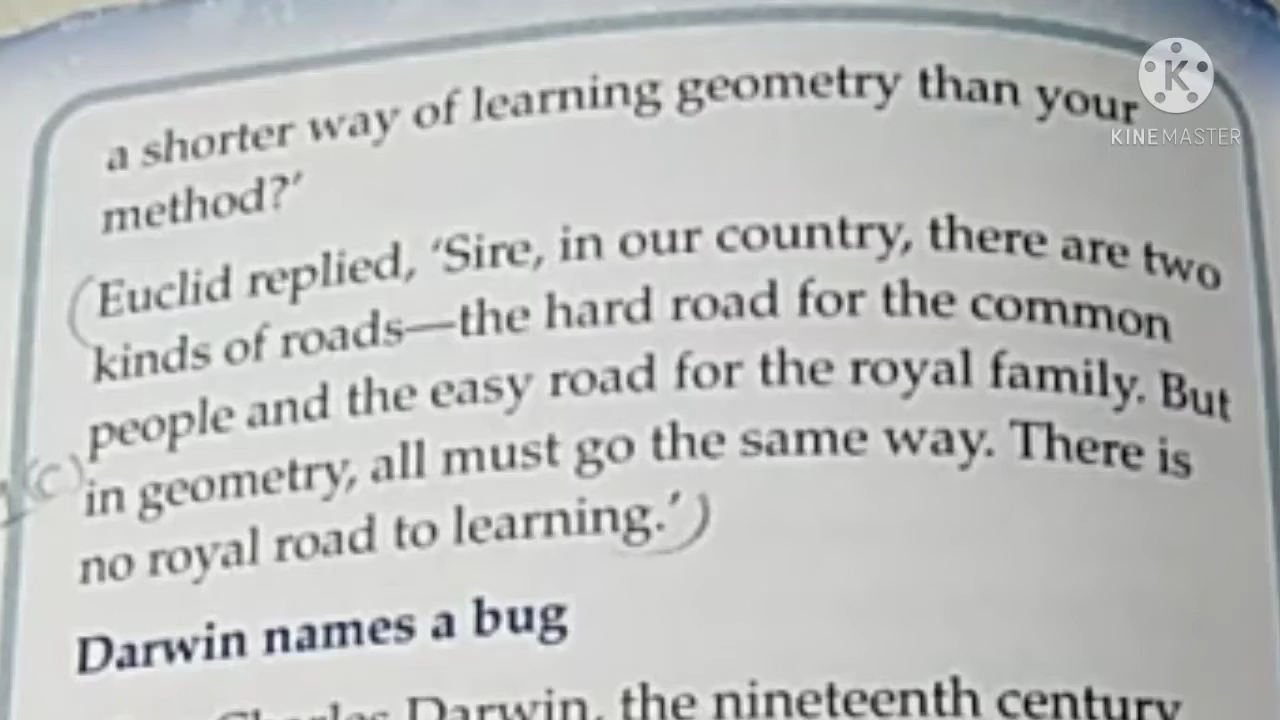 a shorter way of learning geometry than your
method?’
Euclid replied, ‘Sire, in our country, there are two
kinds of roads—the hard road for the common
people and the easy road for the royal family. But
in geometry, all must go the same way. There is
no royal road to learning.’
Darwin names a bug
Charles Darwin, the nineteenth century
K
KINEMASTER
(c)